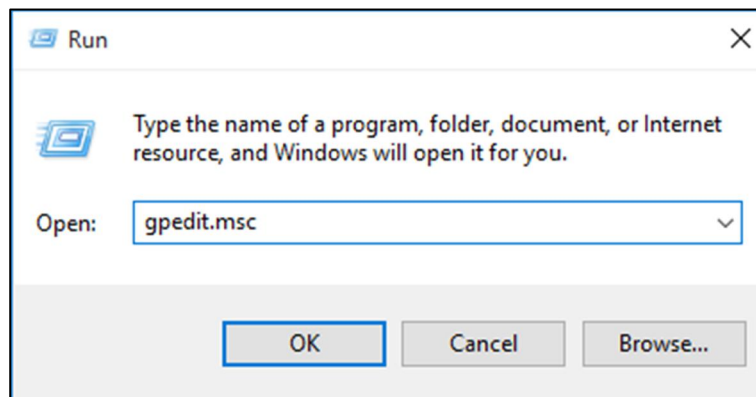 Run
Type the name of a program, folder, document, or Internet
resource, and Windows will open it for you.
Open: gpedit.msc
OK Cancel Browse...